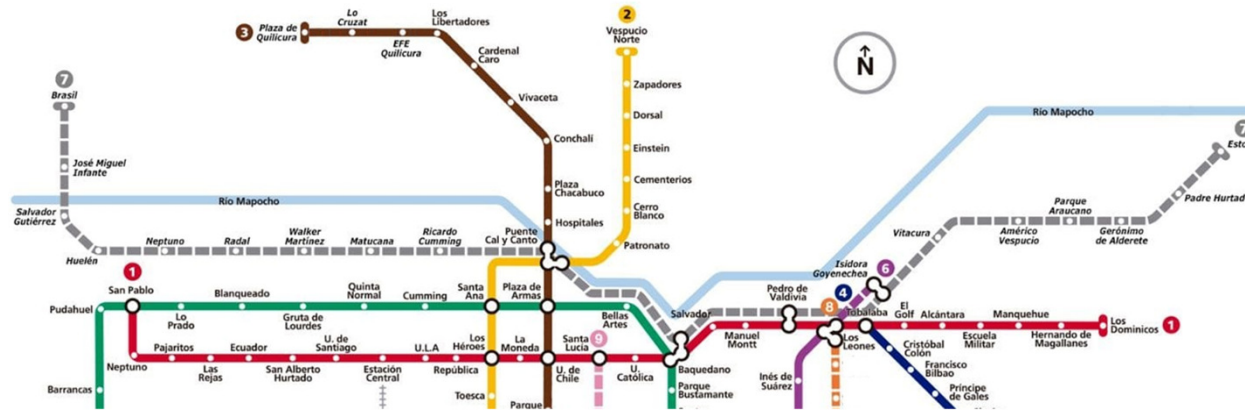 3
Plaza de
Quilicura
Lo
Cruzat
EFE
Quilicura
Los
Libertadores
Cardenal
Caro
Vivaceta
Conchalí
Plaza
Chacabuco
Hospitales
Puente
Cal y Canto
2
Vespucio
Norte
Zapadores
Dorsal
Einstein
Cementerios
Cerro
Blanco
Patronato
N
7
Brasil
José Miguel
Infante
Salvador
Gutiérrez
Huelén
Río Mapocho
Neptuno
Radal
Walker
Martínez
Matucana
Ricardo
Cumming
Río Mapocho
7
Padre Hurtad
Parque
Araucano
Gerónimo
de Alderete
Américo
Vespucio
Vitacura
Isidora
Goyenechea
6
1
San Pablo
Pudahuel
Lo
Prado
Blanqueado
Gruta de
Lourdes
Quinta
Normal
Cumming
Santa
Ana
Plaza de
Armas
Bellas
Artes
Salvador
Pedro de
Valdivia
8
4
Tobalaba
El
Golf
Alcántara
Manquehue
Los
Dominicos
1
Manuel
Montt
Los
Leones
Cristóbal
Colón
Escuela
Militar
Hernando de
Magallanes
Neptuno
Pajaritos
Las
Rejas
Ecuador
San Alberto
Hurtado
U. de
Santiago
Estación
Central
U.L.A
República
Los
Héroes
La
Moneda
U. de Chile
Santa
Lucia
9
U.
Católica
Baquedano
Inés de
Suárez
Francisco
Bilbao
Príncipe
de Gales
Barrancas
Toesca
Parque
Parque
Bustamante